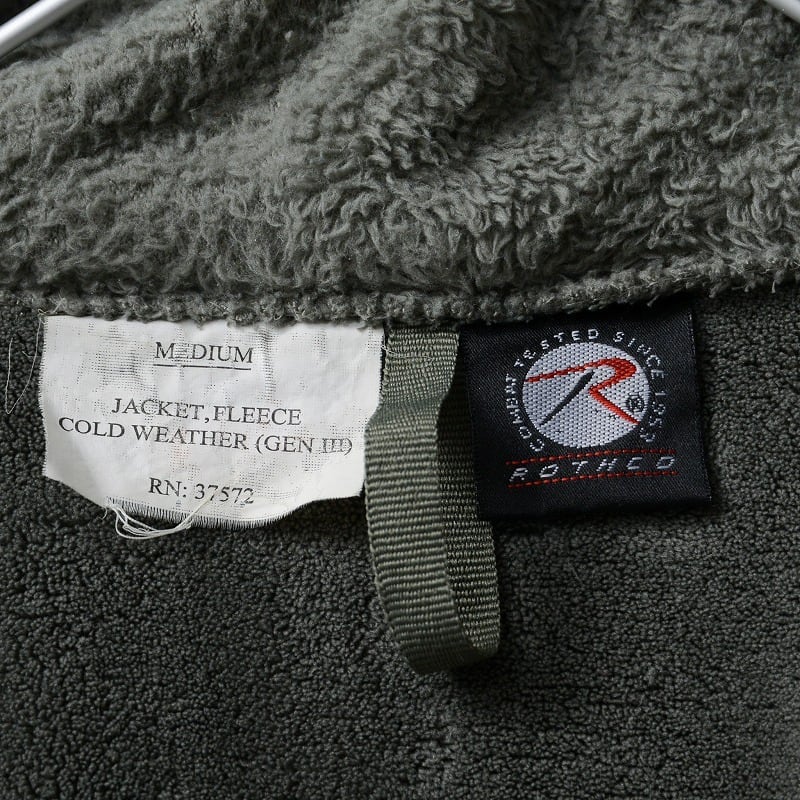 MEDIUM
JACKET, FLEECE
COLD WEATHER (GEN III)
RN: 37572
COMBAT TESTED SINCE 1953
R®
ROTHCO